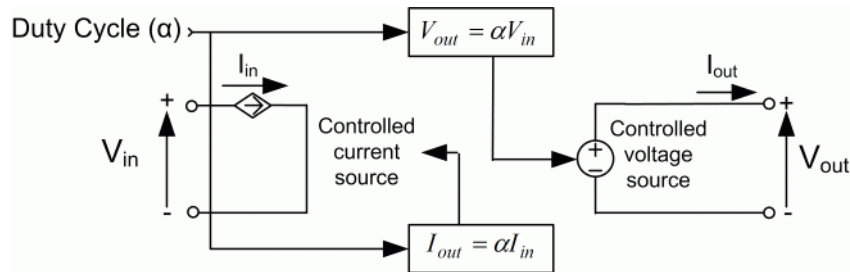 Duty Cycle (α)
V_out = αV_in
I_in
I_out
+
+
Controlled
current
source
+
−
Controlled
voltage
source
V_in
V_out
-
-
I_out = αI_in